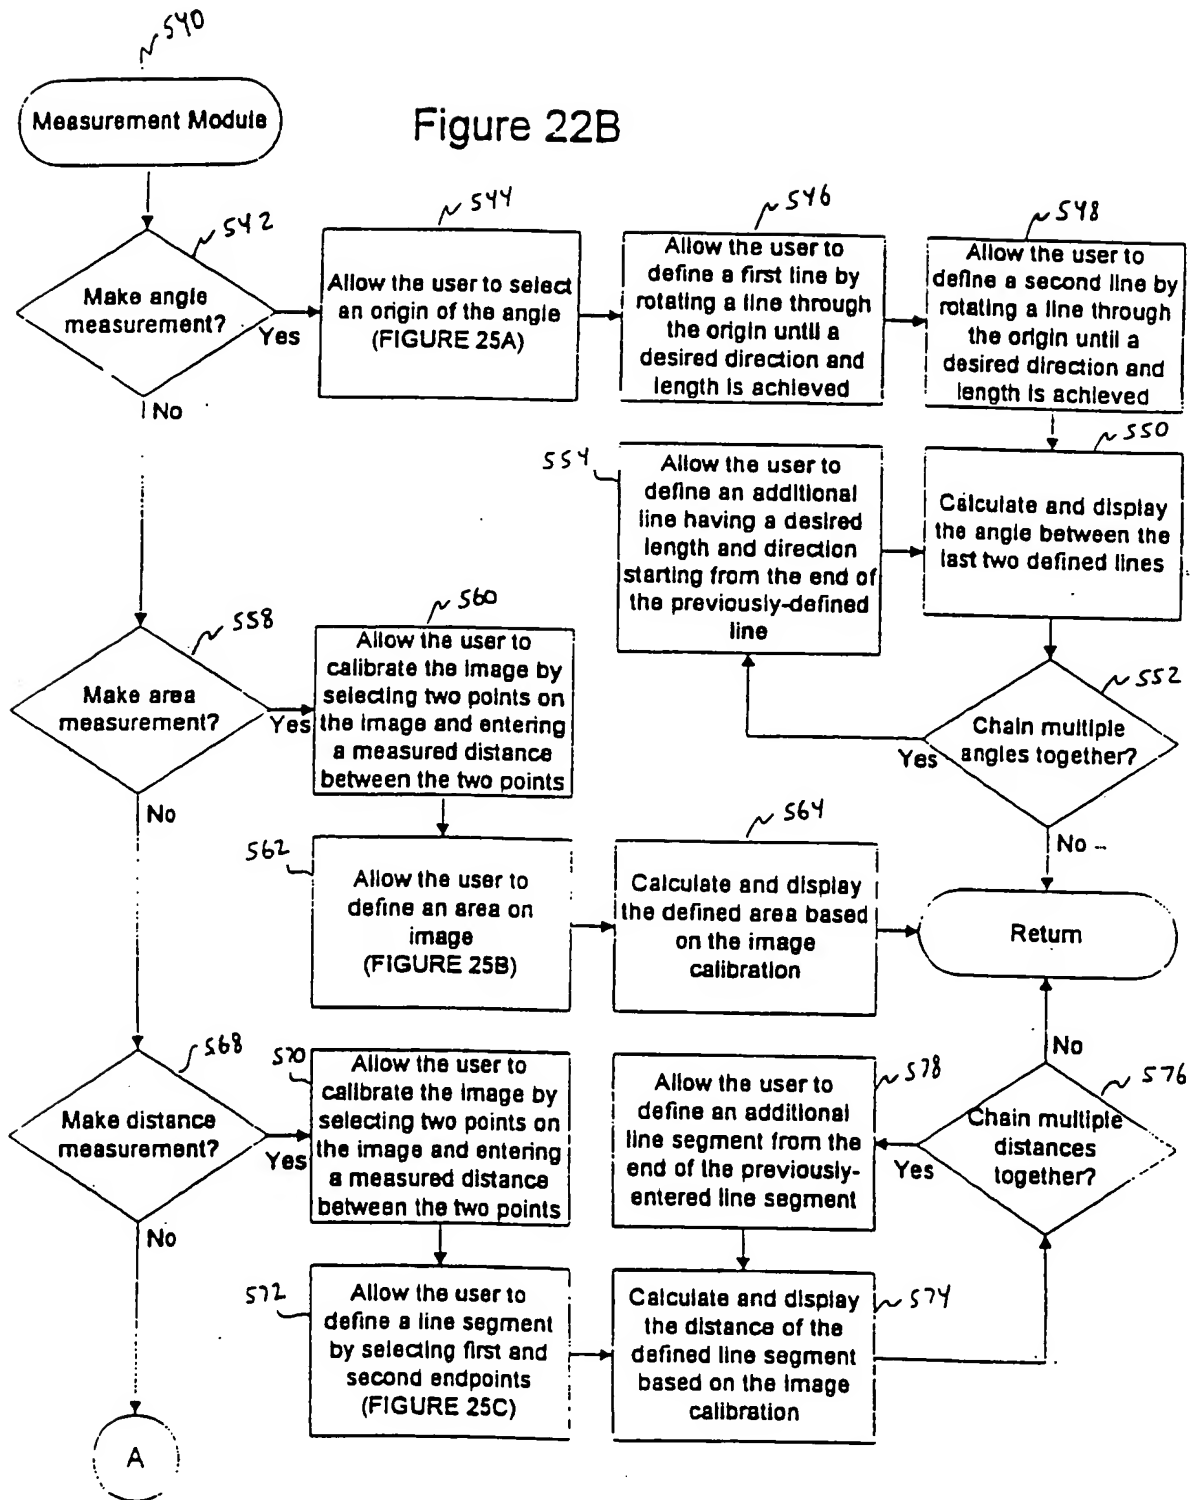 540
Measurement Module
Figure 22B
542
Make angle
measurement?
Yes
No
544
Allow the user to select
an origin of the angle
(FIGURE 25A)
546
Allow the user to
define a first line by
rotating a line through
the origin until a
desired direction and
length is achieved
548
Allow the user to
define a second line by
rotating a line through
the origin until a
desired direction and
length is achieved
550
Calculate and display
the angle between the
last two defined lines
554
Allow the user to
define an additional
line having a desired
length and direction
starting from the end of
the previously-defined
line
552
Chain multiple
angles together?
Yes
No
558
Make area
measurement?
Yes
No
560
Allow the user to
calibrate the image by
selecting two points on
the image and entering
a measured distance
between the two points
562
Allow the user to
define an area on
image
(FIGURE 25B)
564
Calculate and display
the defined area based
on the image
calibration
Return
568
Make distance
measurement?
Yes
No
570
Allow the user to
calibrate the image by
selecting two points on
the image and entering
a measured distance
between the two points
572
Allow the user to
define a line segment
by selecting first and
second endpoints
(FIGURE 25C)
574
Calculate and display
the distance of the
defined line segment
based on the image
calibration
578
Allow the user to
define an additional
line segment from the
end of the previously-
entered line segment
576
Chain multiple
distances
together?
Yes
No
A